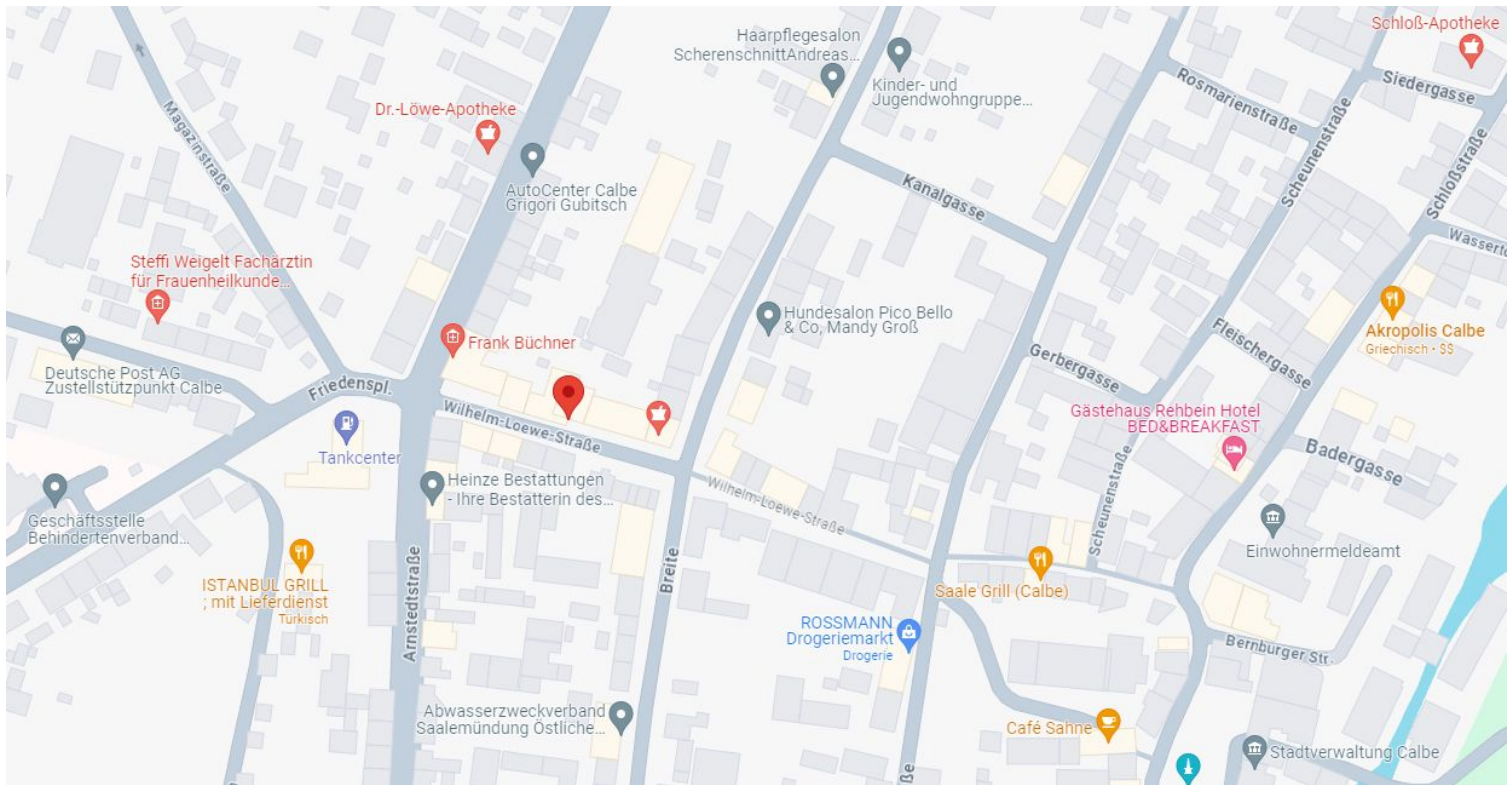 Haarpflegesalon
ScherenschnittAndreas...
Schloß-Apotheke
Kinder- und
Jugendwohngruppe...
Siedergasse
Rosmarienstraße
Magazinstraße
Dr.-Löwe-Apotheke
Scheunenstraße
Schloßstraße
AutoCenter Calbe
Grigori Gubitsch
Kanalgasse
Steffi Weigelt Fachärztin
für Frauenheilkunde...
Hundesalon Pico Bello
& Co, Mandy Groß
Fleischergasse
Akropolis Calbe
Griechisch • $$
Frank Büchner
Deutsche Post AG
Zustellstützpunkt Calbe
Friedenspl.
Gerbergasse
Gästehaus Rehbein Hotel
BED&BREAKFAST
Wilhelm-Loewe-Straße
Tankcenter
Badergasse
Heinze Bestattungen
- Ihre Bestatterin des...
Wilhelm-Loewe-Straße
Scheunenstraße
Geschäftsstelle
Behindertenverband...
Einwohnermeldeamt
Breite
ISTANBUL GRILL
; mit Lieferdienst
Türkisch
Saale Grill (Calbe)
Arnstedtstraße
ROSSMANN
Drogeriemarkt
Drogerie
Bernburger Str.
Abwasserzweckverband
Saalemündung Östliche...
Café Sahne
Stadtverwaltung Calbe